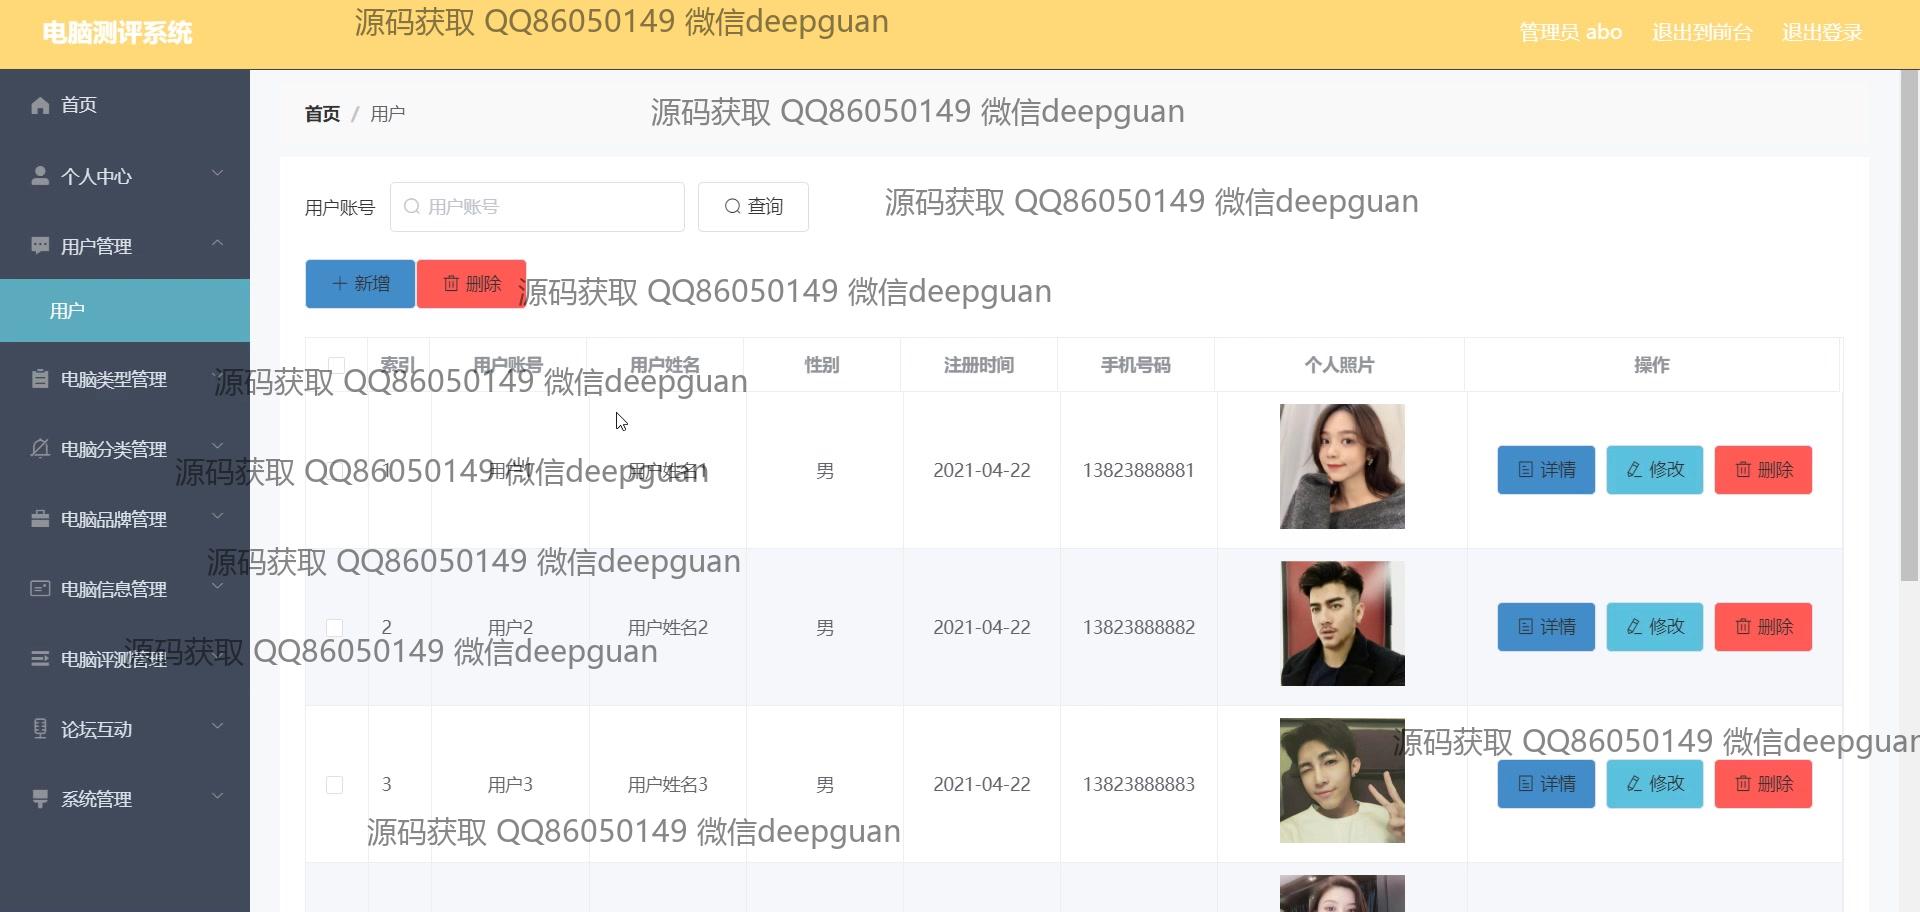 电脑测评系统
源码获取 QQ86050149 微信deepguan
管理员 abo
退出到前台
退出登录
首页
个人中心
用户管理
用户
电脑类型管理
电脑分类管理
电脑品牌管理
电脑信息管理
电脑评测管理
论坛互动
系统管理
首页 / 用户
源码获取 QQ86050149 微信deepguan
用户账号
用户账号
查询
源码获取 QQ86050149 微信deepguan
新增
删除
源码获取 QQ86050149 微信deepguan
索引 用户账号 用户姓名 性别 注册时间 手机号码 个人照片 操作
源码获取 QQ86050149 微信deepguan
1 用户1 用户姓名1 男 2021-04-22 13823888881 详情 修改 删除
源码获取 QQ86050149 微信deepguan
源码获取 QQ86050149 微信deepguan
2 用户2 用户姓名2 男 2021-04-22 13823888882 详情 修改 删除
源码获取 QQ86050149 微信deepguan
源码获取 QQ86050149 微信deepguan
3 用户3 用户姓名3 男 2021-04-22 13823888883 详情 修改 删除
源码获取 QQ86050149 微信deepguan